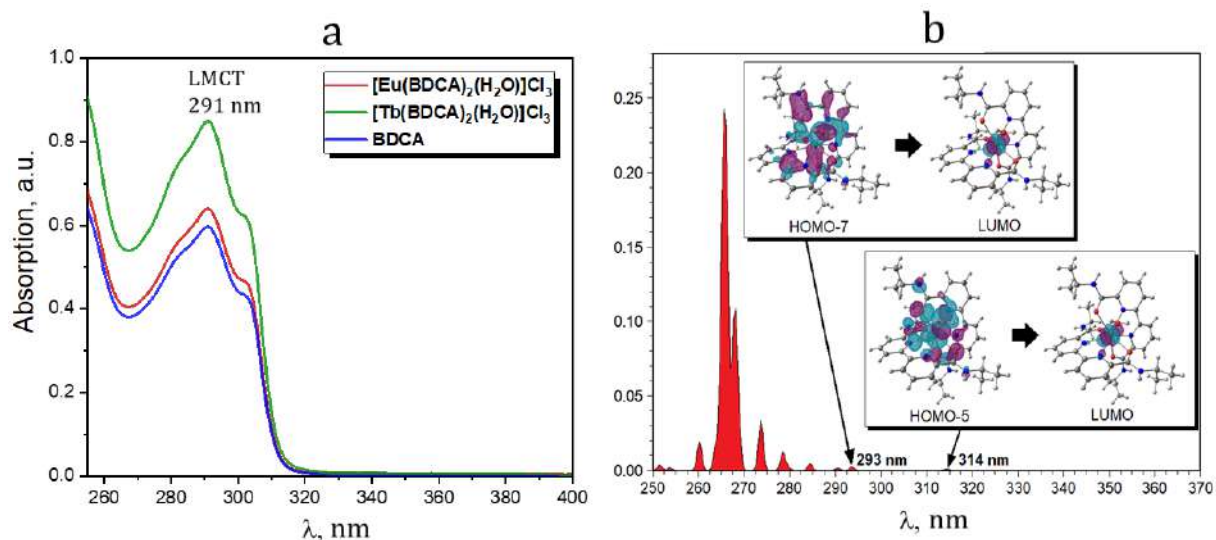 a
Absorption, a.u.
1.0
0.8
0.6
0.4
0.2
0.0
LMCT
291 nm
[Eu(BDCA)₂(H₂O)]Cl₃
[Tb(BDCA)₂(H₂O)]Cl₃
BDCA
260 280 300 320 340 360 380 400
λ, nm
b
0.25
0.20
0.15
0.10
0.05
0.00
HOMO-7 LUMO
HOMO-5 LUMO
293 nm 314 nm
250 260 270 280 290 300 310 320 330 340 350 360 370
λ, nm